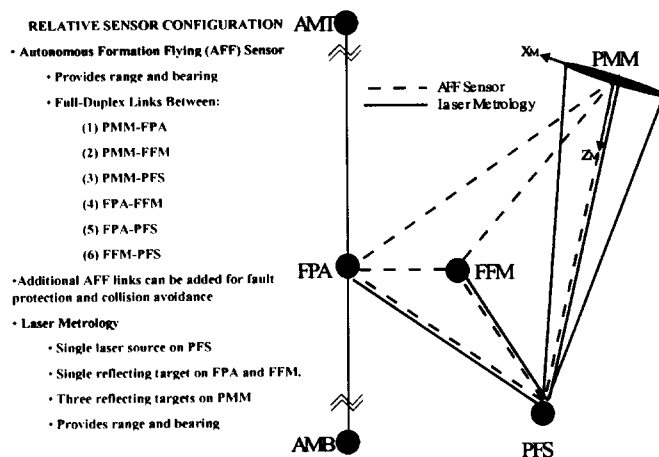 RELATIVE SENSOR CONFIGURATION
• Autonomous Formation Flying (AFF) Sensor
• Provides range and bearing
• Full-Duplex Links Between:
(1) PMM-FPA
(2) PMM-FFM
(3) PMM-PFS
(4) FPA-FFM
(5) FPA-PFS
(6) FFM-PFS
•Additional AFF links can be added for fault
protection and collision avoidance
• Laser Metrology
• Single laser source on PFS
• Single reflecting target on FPA and FFM.
• Three reflecting targets on PMM
• Provides range and bearing
AMT
AFF Sensor
Laser Metrology
XM
PMM
ZM
FPA
FFM
AMB
PFS